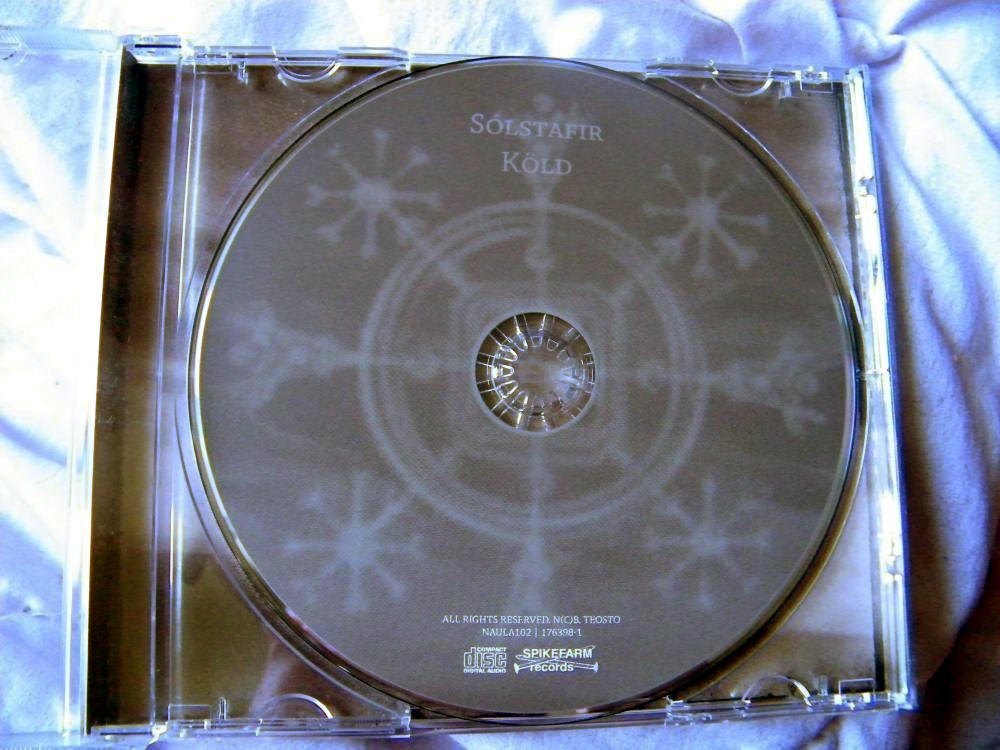 SÓLSTAFIR
KÖLD
ALL RIGHTS RESERVED. N(C)B. TEOSTO
NAULA102 | 176398-1
COMPACT
disc
DIGITAL AUDIO
SPIKEFARM
records